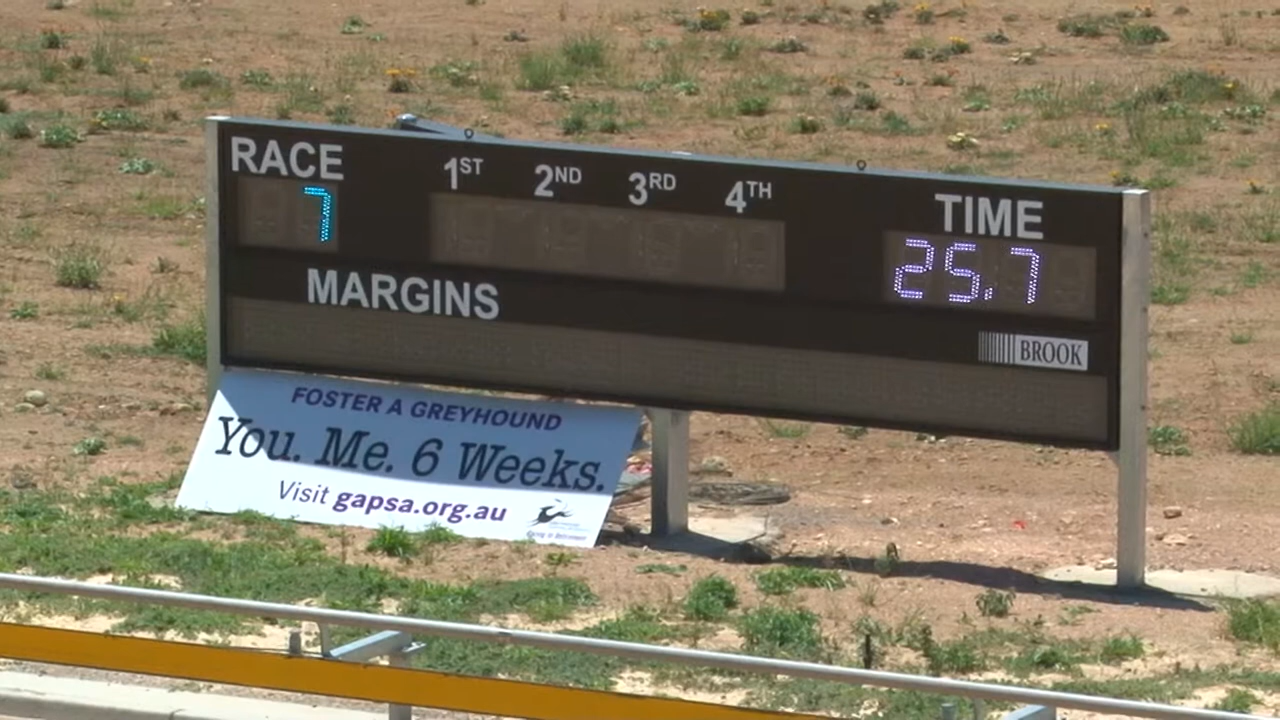 RACE 1ST 2ND 3RD 4TH TIME
7 25.7
MARGINS
BROOK
FOSTER A GREYHOUND
You. Me. 6 Weeks.
Visit gapsa.org.au